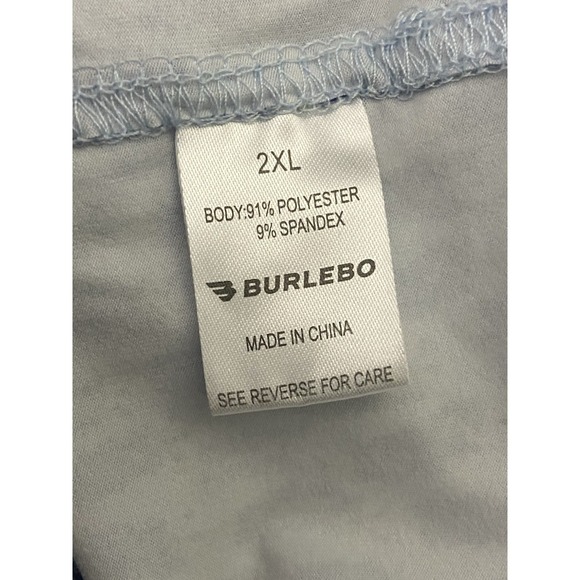 2XL
BODY:91% POLYESTER
9% SPANDEX
BURLEBO
MADE IN CHINA
SEE REVERSE FOR CARE